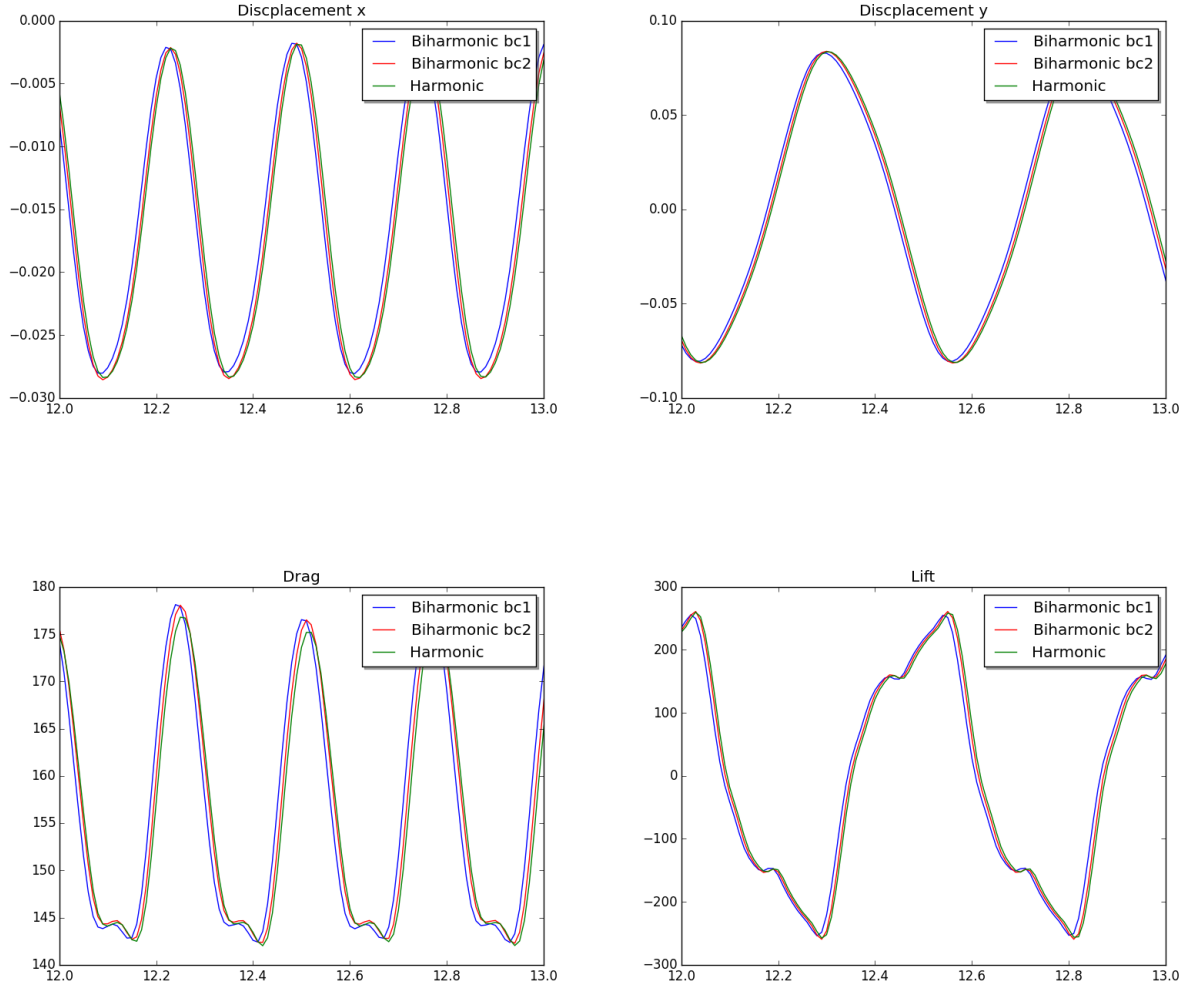 Discplacement x
0.000
−0.005
−0.010
−0.015
−0.020
−0.025
−0.030
12.0 12.2 12.4 12.6 12.8 13.0
Biharmonic bc1
Biharmonic bc2
Harmonic
Discplacement y
0.10
0.05
0.00
−0.05
−0.10
12.0 12.2 12.4 12.6 12.8 13.0
Biharmonic bc1
Biharmonic bc2
Harmonic
Drag
180
175
170
165
160
155
150
145
140
12.0 12.2 12.4 12.6 12.8 13.0
Biharmonic bc1
Biharmonic bc2
Harmonic
Lift
300
200
100
0
−100
−200
−300
12.0 12.2 12.4 12.6 12.8 13.0
Biharmonic bc1
Biharmonic bc2
Harmonic